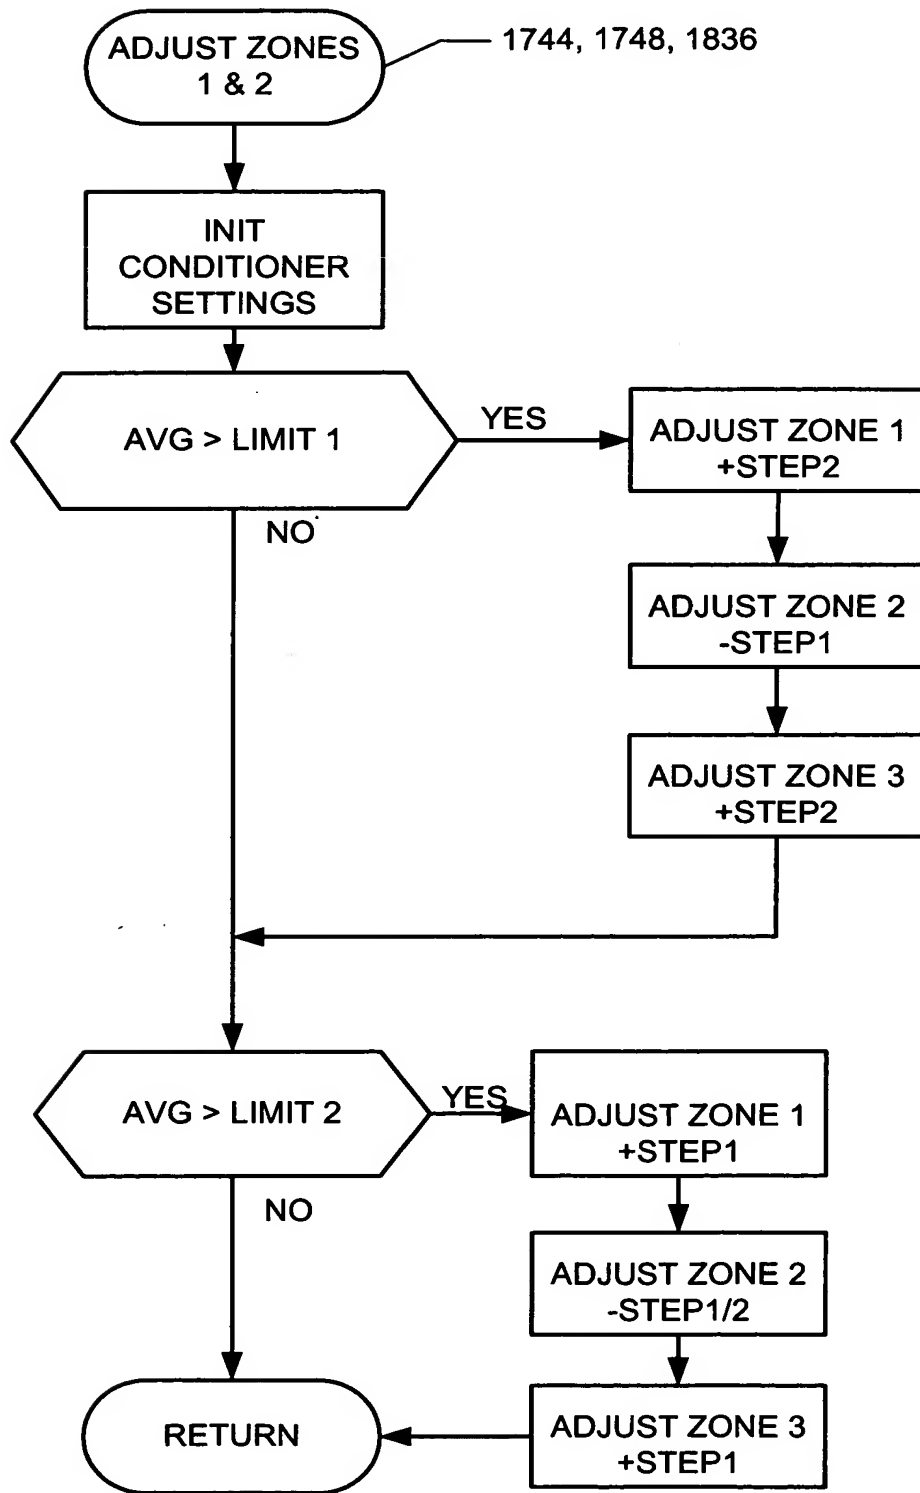 ADJUST ZONES
1 & 2
1744, 1748, 1836
INIT
CONDITIONER
SETTINGS
AVG > LIMIT 1
YES
NO
ADJUST ZONE 1
+STEP2
ADJUST ZONE 2
-STEP1
ADJUST ZONE 3
+STEP2
AVG > LIMIT 2
YES
NO
ADJUST ZONE 1
+STEP1
ADJUST ZONE 2
-STEP1/2
ADJUST ZONE 3
+STEP1
RETURN